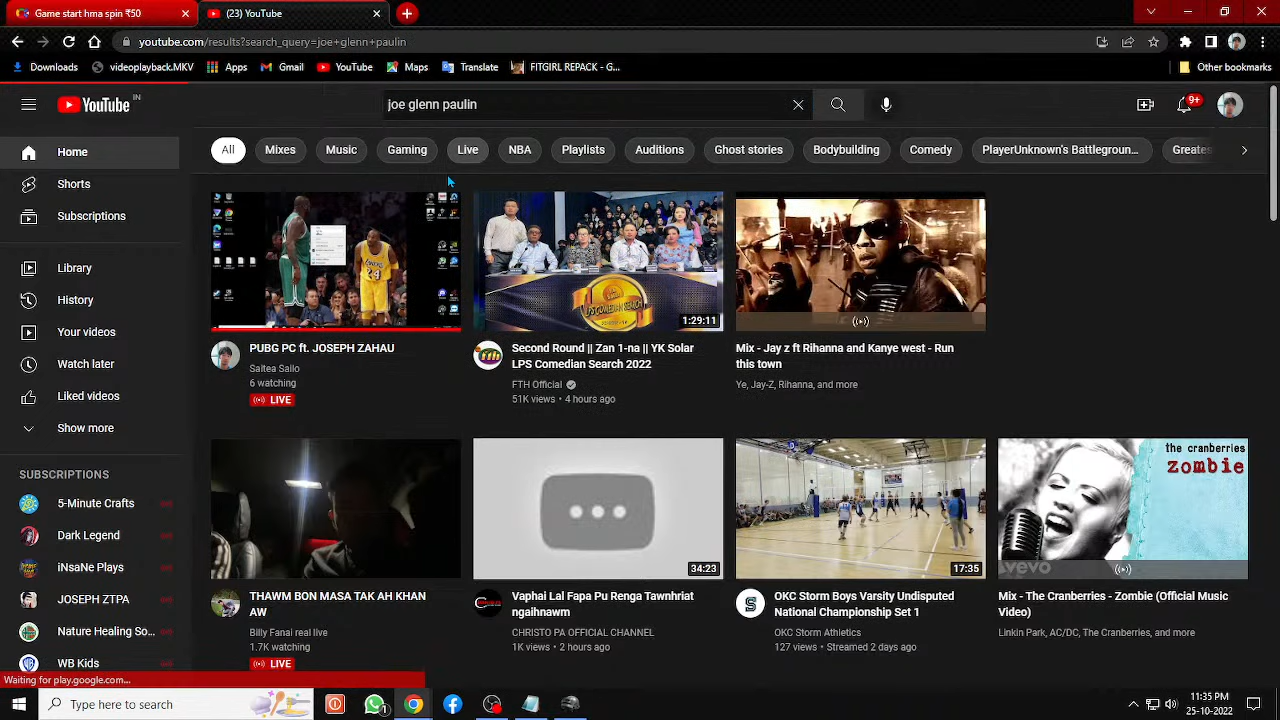 Game start hma spin ₹50
(23) YouTube
youtube.com/results?search_query=joe+glenn+paulin
Downloads
videoplayback.MKV
Apps
Gmail
YouTube
Maps
Translate
FITGIRL REPACK - G...
Other bookmarks
YouTube IN
joe glenn paulin
9+
All
Mixes
Music
Gaming
Live
NBA
Playlists
Auditions
Ghost stories
Bodybuilding
Comedy
PlayerUnknown's Battlegroun...
Greates
Home
Shorts
Subscriptions
Library
History
Your videos
Watch later
Liked videos
Show more
SUBSCRIPTIONS
5-Minute Crafts
Dark Legend
iNSaNe Plays
JOSEPH ZTPA
Nature Healing So...
WB Kids
24
PUBG PC ft. JOSEPH ZAHAU
Saitea Sailo
6 watching
LIVE
LPS COMEDIAN SEARCH
1:29:11
Second Round || Zan 1-na || YK Solar
LPS Comedian Search 2022
FTH Official
51K views • 4 hours ago
Mix - Jay z ft Rihanna and Kanye west - Run
this town
Ye, Jay-Z, Rihanna, and more
THAWM BON MASA TAK AH KHAN
AW
Billy Fanai real live
1.7K watching
LIVE
34:23
Vaphai Lal Fapa Pu Renga Tawnhriat
ngaihnawm
CHRISTO PA OFFICIAL CHANNEL
1K views • 2 hours ago
17:35
OKC Storm Boys Varsity Undisputed
National Championship Set 1
OKC Storm Athletics
127 views • Streamed 2 days ago
the cranberries
zombie
vevo
Mix - The Cranberries - Zombie (Official Music
Video)
Linkin Park, AC/DC, The Cranberries, and more
Waiting for play.google.com...
Type here to search
11:35 PM
25-10-2022